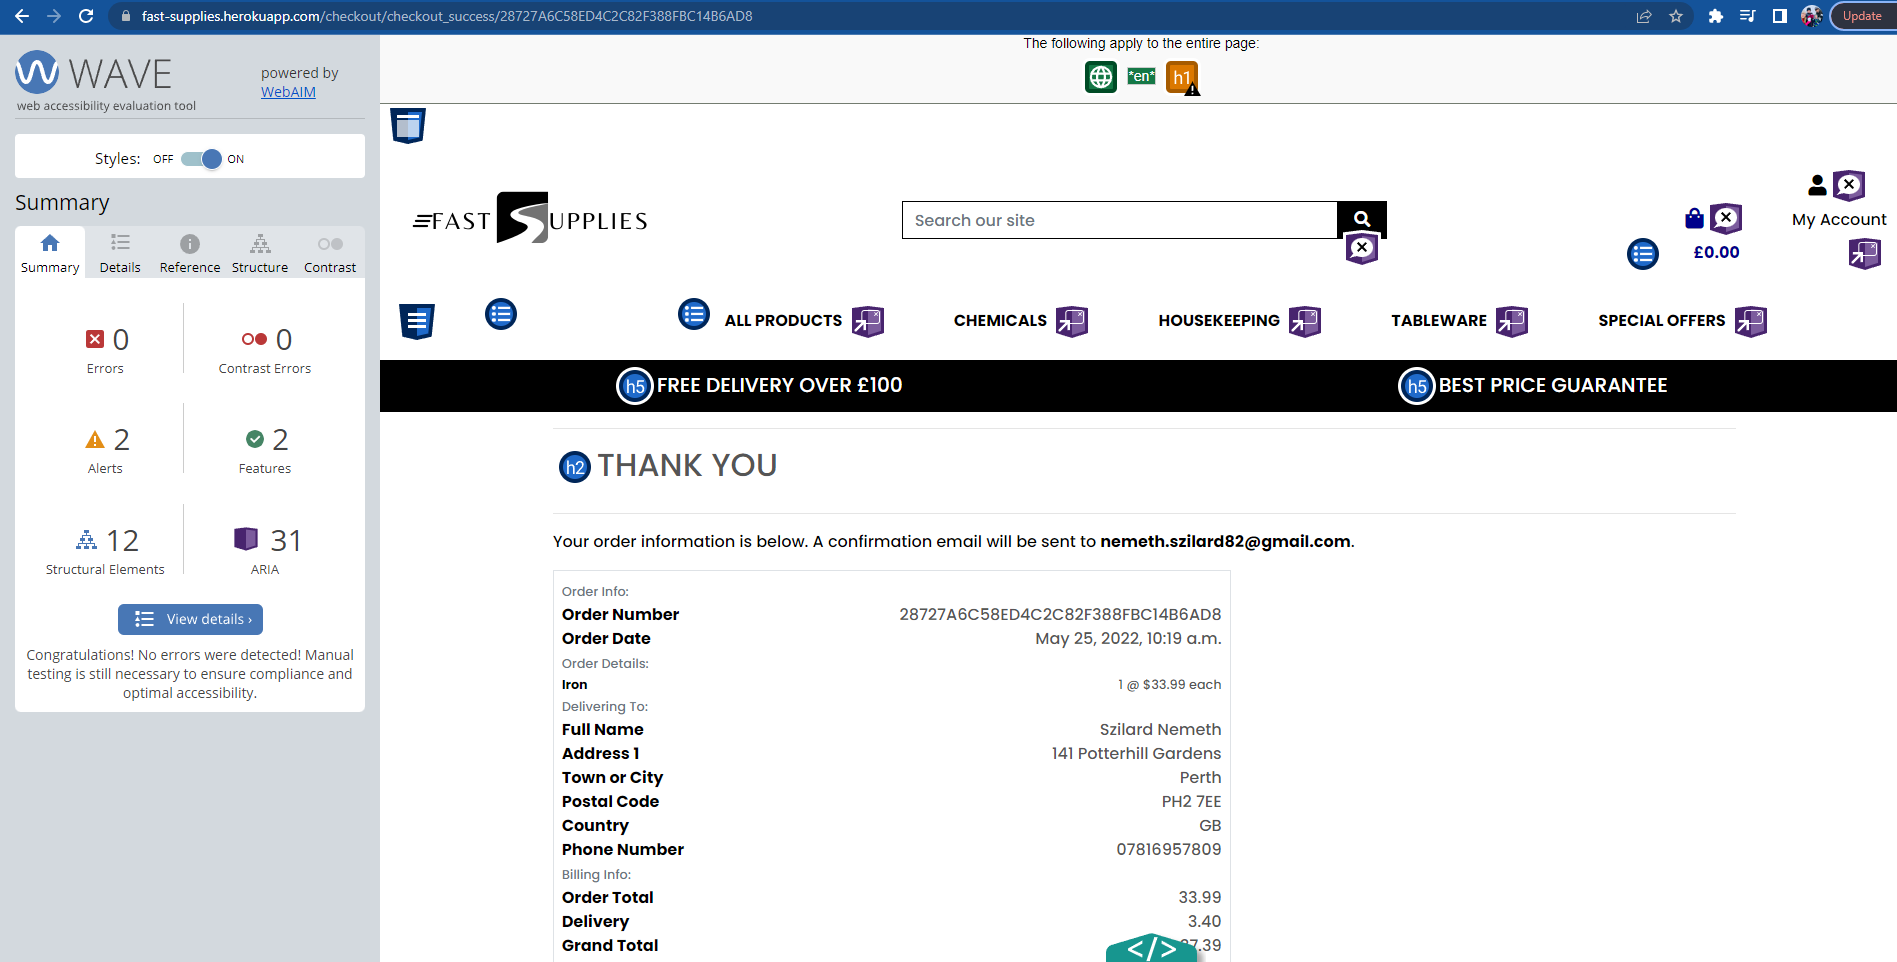 fast-supplies.herokuapp.com/checkout/checkout_success/28727A6C58ED4C2C82F388FBC14B6AD8
Update
WAVE
powered by
WebAIM
web accessibility evaluation tool
Styles: OFF ON
Summary
Summary Details Reference Structure Contrast
0
Errors
0
Contrast Errors
2
Alerts
2
Features
12
Structural Elements
31
ARIA
View details ›
Congratulations! No errors were detected! Manual
testing is still necessary to ensure compliance and
optimal accessibility.
The following apply to the entire page:
*en* h1
FAST SUPPLIES
Search our site
£0.00
My Account
ALL PRODUCTS CHEMICALS HOUSEKEEPING TABLEWARE SPECIAL OFFERS
h5 FREE DELIVERY OVER £100 h5 BEST PRICE GUARANTEE
h2 THANK YOU
Your order information is below. A confirmation email will be sent to nemeth.szilard82@gmail.com.
Order Info:
Order Number 28727A6C58ED4C2C82F388FBC14B6AD8
Order Date May 25, 2022, 10:19 a.m.
Order Details:
Iron 1 @ $33.99 each
Delivering To:
Full Name Szilard Nemeth
Address 1 141 Potterhill Gardens
Town or City Perth
Postal Code PH2 7EE
Country GB
Phone Number 07816957809
Billing Info:
Order Total 33.99
Delivery 3.40
Grand Total 7.39
</>